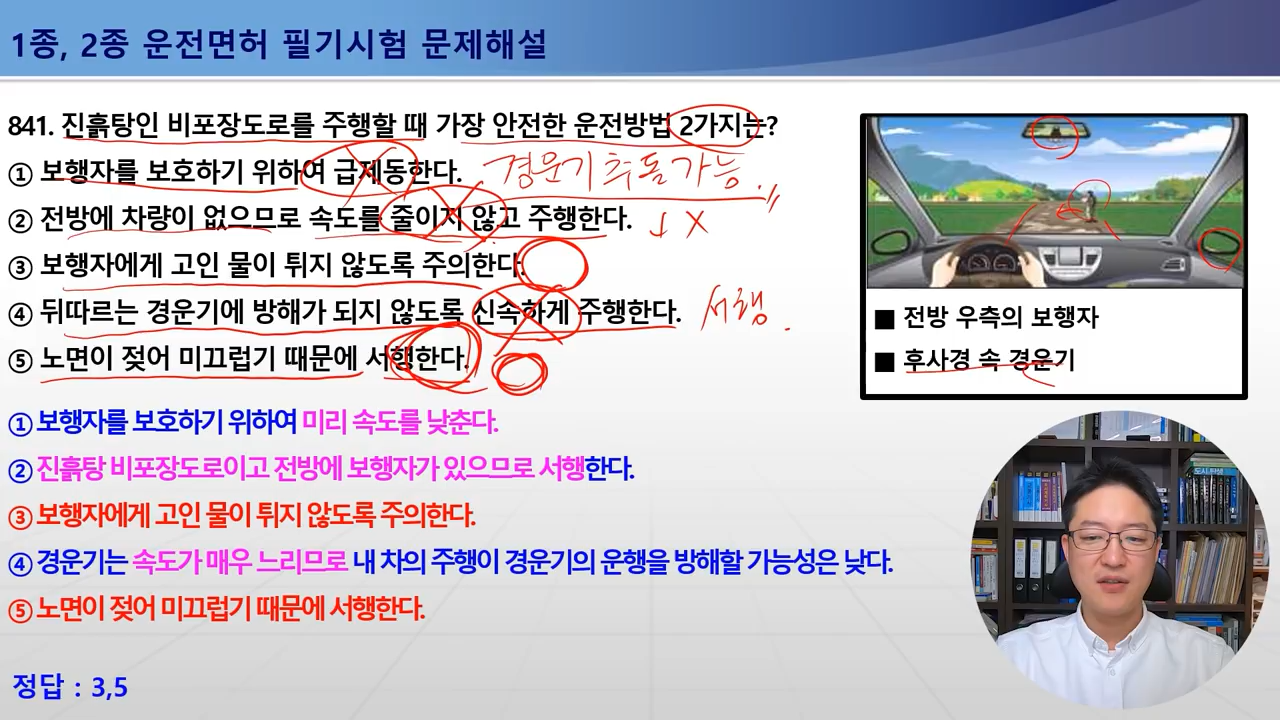 1종, 2종 운전면허 필기시험 문제해설
841. 진흙탕인 비포장도로를 주행할 때 가장 안전한 운전방법 2가지는?
① 보행자를 보호하기 위하여 급제동한다. 경운기 추돌가능.
② 전방에 차량이 없으므로 속도를 줄이지 않고 주행한다. ↓ X
③ 보행자에게 고인 물이 튀지 않도록 주의한다.
④ 뒤따르는 경운기에 방해가 되지 않도록 신속하게 주행한다. 서행.
⑤ 노면이 젖어 미끄럽기 때문에 서행한다.
■ 전방 우측의 보행자
■ 후사경 속 경운기
① 보행자를 보호하기 위하여 미리 속도를 낮춘다.
② 진흙탕 비포장도로이고 전방에 보행자가 있으므로 서행한다.
③ 보행자에게 고인 물이 튀지 않도록 주의한다.
④ 경운기는 속도가 매우 느리므로 내 차의 주행이 경운기의 운행을 방해할 가능성은 낮다.
⑤ 노면이 젖어 미끄럽기 때문에 서행한다.
정답 : 3,5